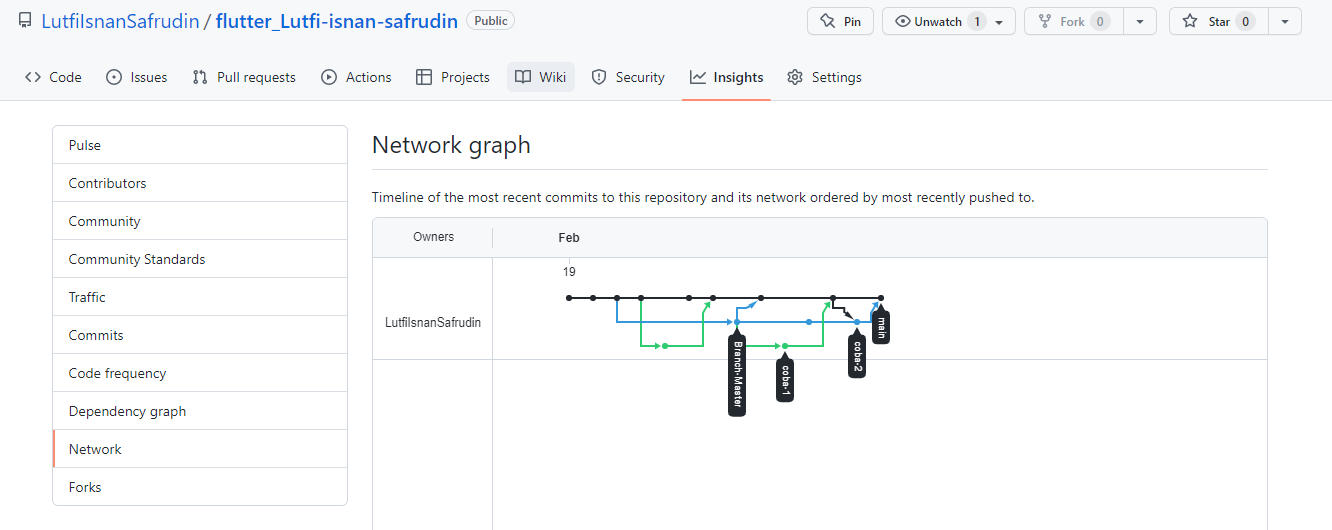 LutfiIsnanSafrudin / flutter_Lutfi-isnan-safrudin Public
Pin
Unwatch 1
Fork 0
Star 0
Code
Issues
Pull requests
Actions
Projects
Wiki
Security
Insights
Settings
Pulse
Contributors
Community
Community Standards
Traffic
Commits
Code frequency
Dependency graph
Network
Forks
Network graph
Timeline of the most recent commits to this repository and its network ordered by most recently pushed to.
Owners
Feb
19
LutfiIsnanSafrudin
Branch-Master
coba-1
coba-2
main